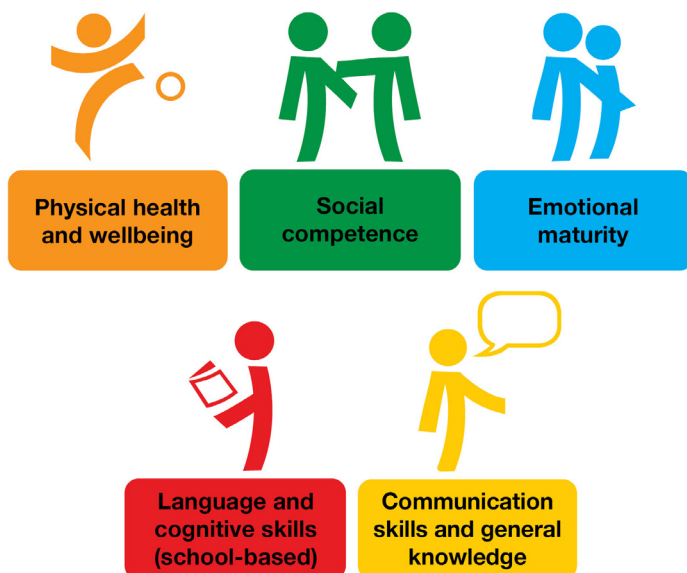 Physical health
and wellbeing
Social
competence
Emotional
maturity
Language and
cognitive skills
(school-based)
Communication
skills and general
knowledge